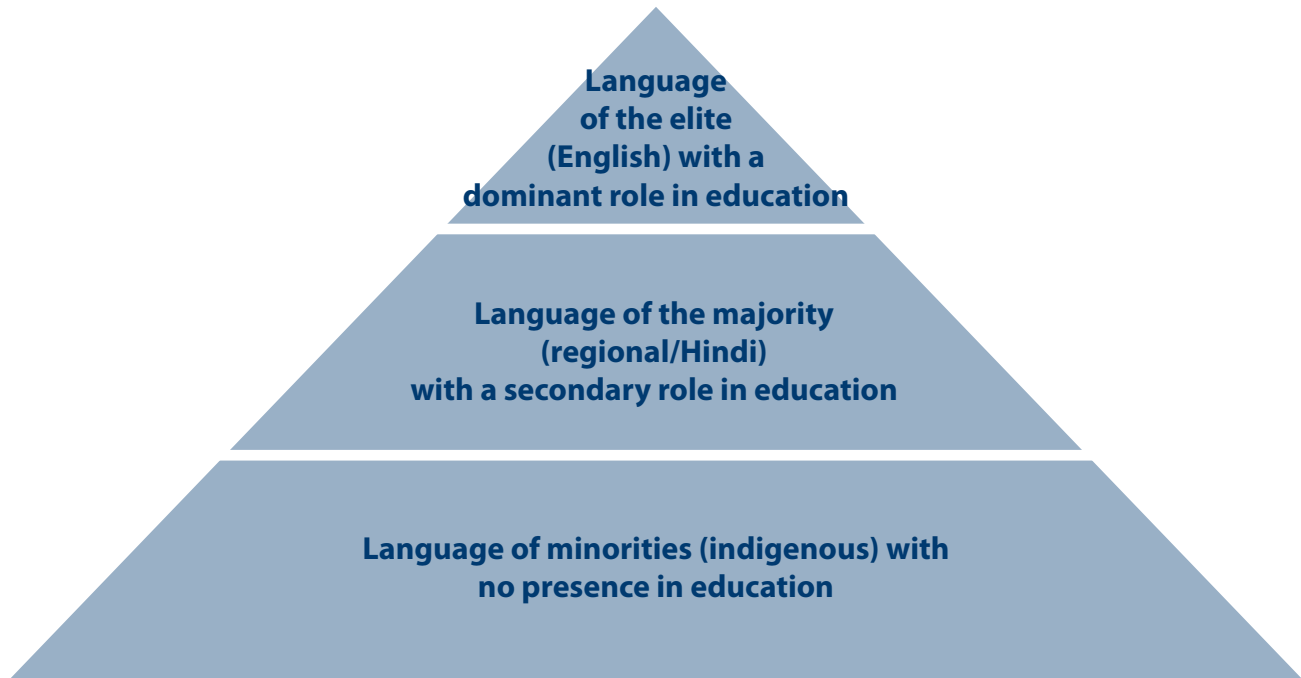 Language
of the elite
(English) with a
dominant role in education
Language of the majority
(regional/Hindi)
with a secondary role in education
Language of minorities (indigenous) with
no presence in education